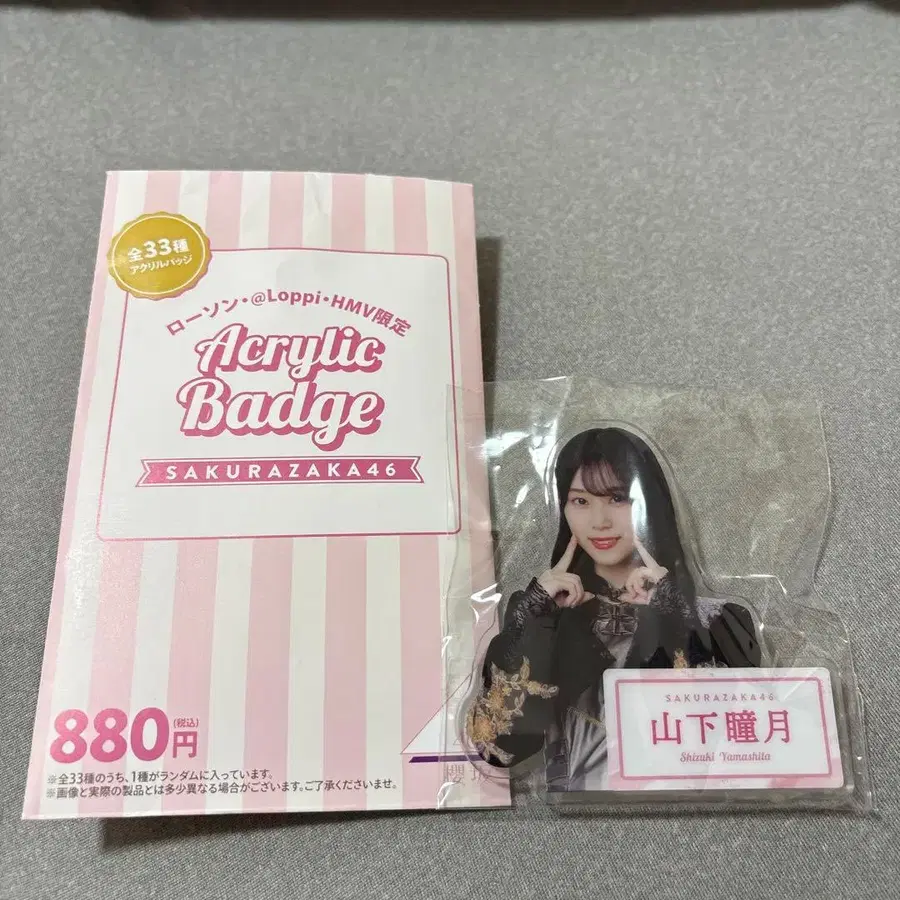 全33種
アクリルバッジ
ローソン・@Loppi・HMV限定
Acrylic
Badge
SAKURAZAKA46
880円(税込)
※全33種のうち、1種がランダムに入っています。
※画像と実際の製品とは多少異なる場合がございます。ご了承くださいませ。
櫻坂
SAKURAZAKA46
山下瞳月
Shizuki Yamashita